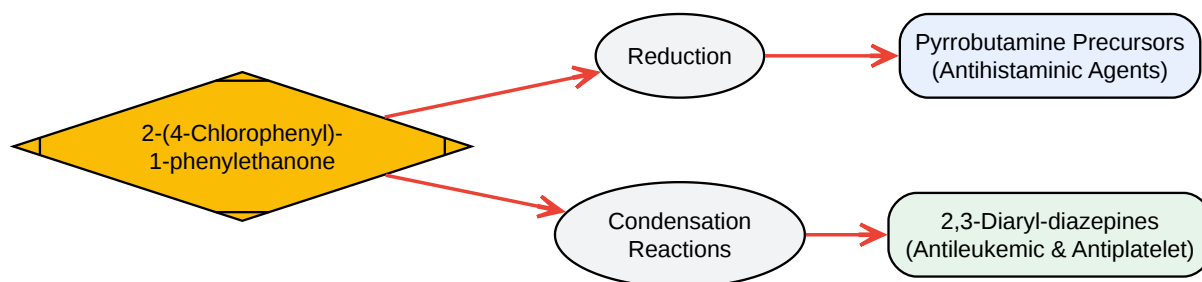 2-(4-Chlorophenyl)-
1-phenylethanone
Reduction
Pyrrobutamine Precursors
(Antihistaminic Agents)
Condensation
Reactions
2,3-Diaryl-diazepines
(Antileukemic & Antiplatelet)